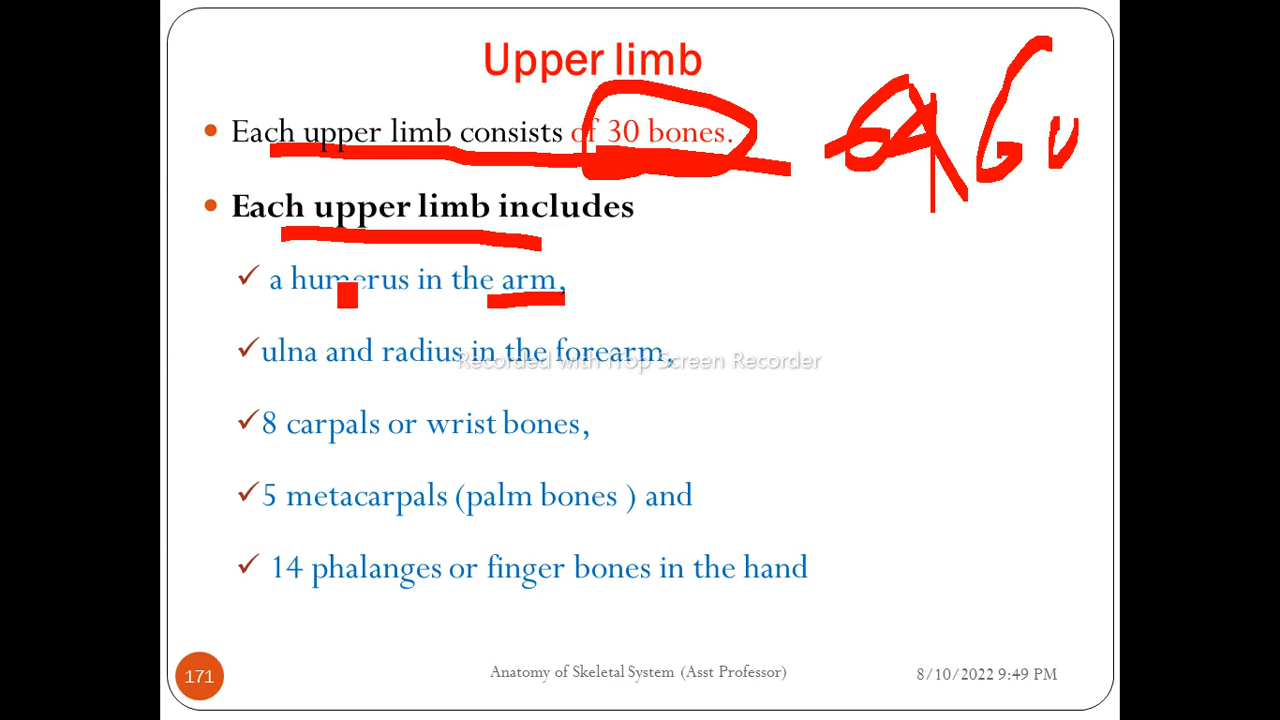 Upper limb
Each upper limb consists of 30 bones.
60
Each upper limb includes
a humerus in the arm,
ulna and radius in the forearm,
Recorded with iTop Screen Recorder
8 carpals or wrist bones,
5 metacarpals (palm bones ) and
14 phalanges or finger bones in the hand
171
Anatomy of Skeletal System (Asst Professor)
8/10/2022 9:49 PM